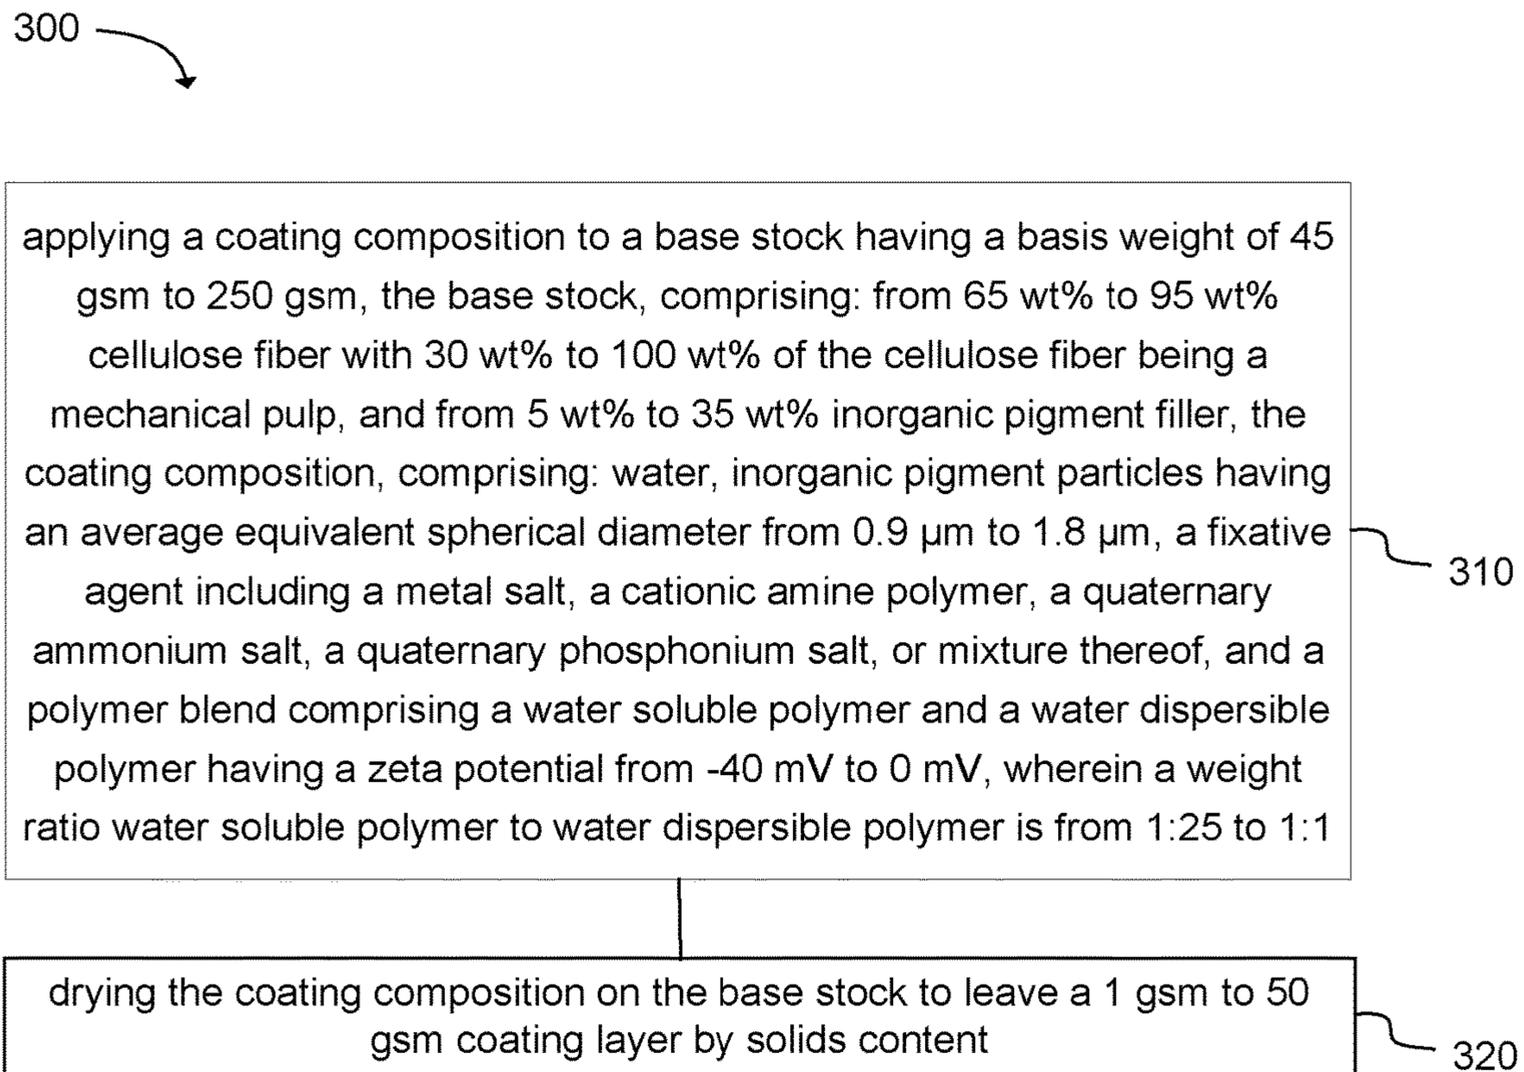 300
applying a coating composition to a base stock having a basis weight of 45
gsm to 250 gsm, the base stock, comprising: from 65 wt% to 95 wt%
cellulose fiber with 30 wt% to 100 wt% of the cellulose fiber being a
mechanical pulp, and from 5 wt% to 35 wt% inorganic pigment filler, the
coating composition, comprising: water, inorganic pigment particles having
an average equivalent spherical diameter from 0.9 µm to 1.8 µm, a fixative
agent including a metal salt, a cationic amine polymer, a quaternary
ammonium salt, a quaternary phosphonium salt, or mixture thereof, and a
polymer blend comprising a water soluble polymer and a water dispersible
polymer having a zeta potential from -40 mV to 0 mV, wherein a weight
ratio water soluble polymer to water dispersible polymer is from 1:25 to 1:1
310
drying the coating composition on the base stock to leave a 1 gsm to 50
gsm coating layer by solids content
320